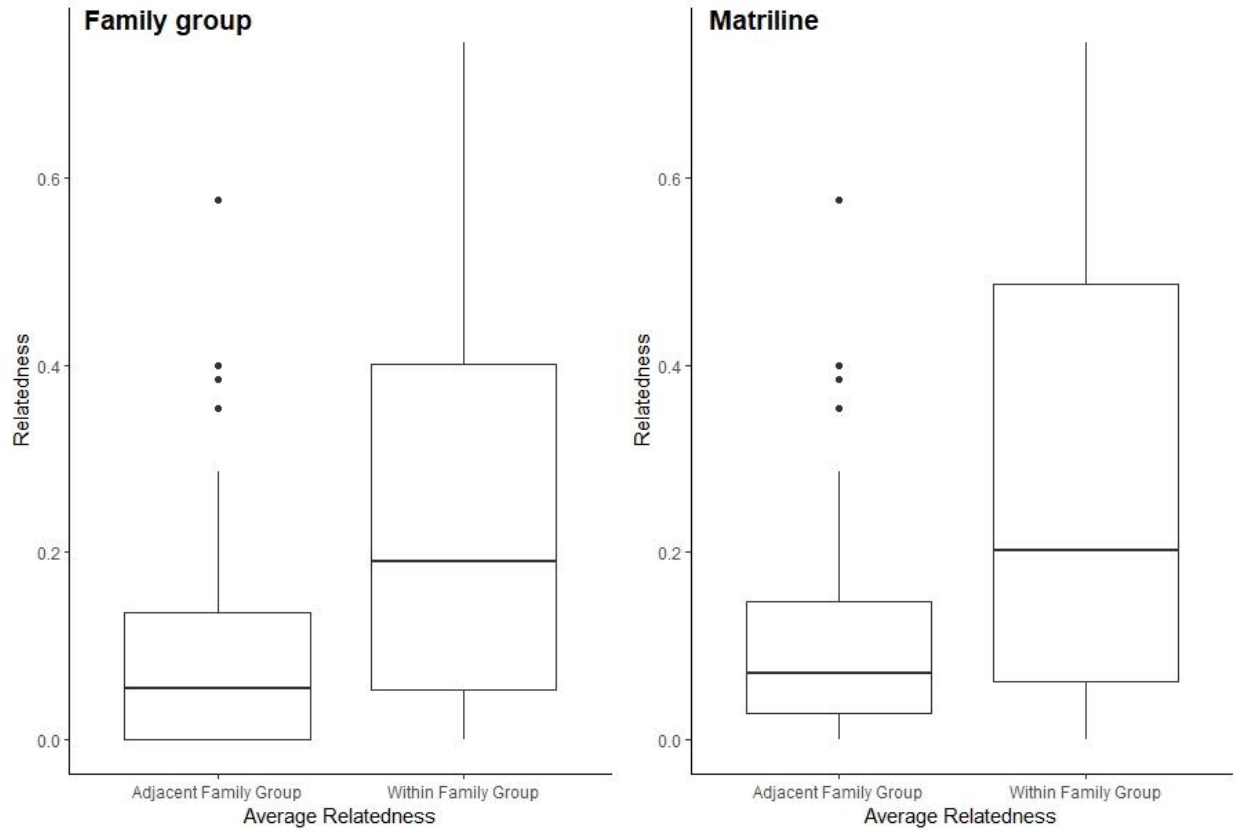 Family group
Relatedness
0.6
0.4
0.2
0.0
Adjacent Family Group
Within Family Group
Average Relatedness
Matriline
Relatedness
0.6
0.4
0.2
0.0
Adjacent Family Group
Within Family Group
Average Relatedness